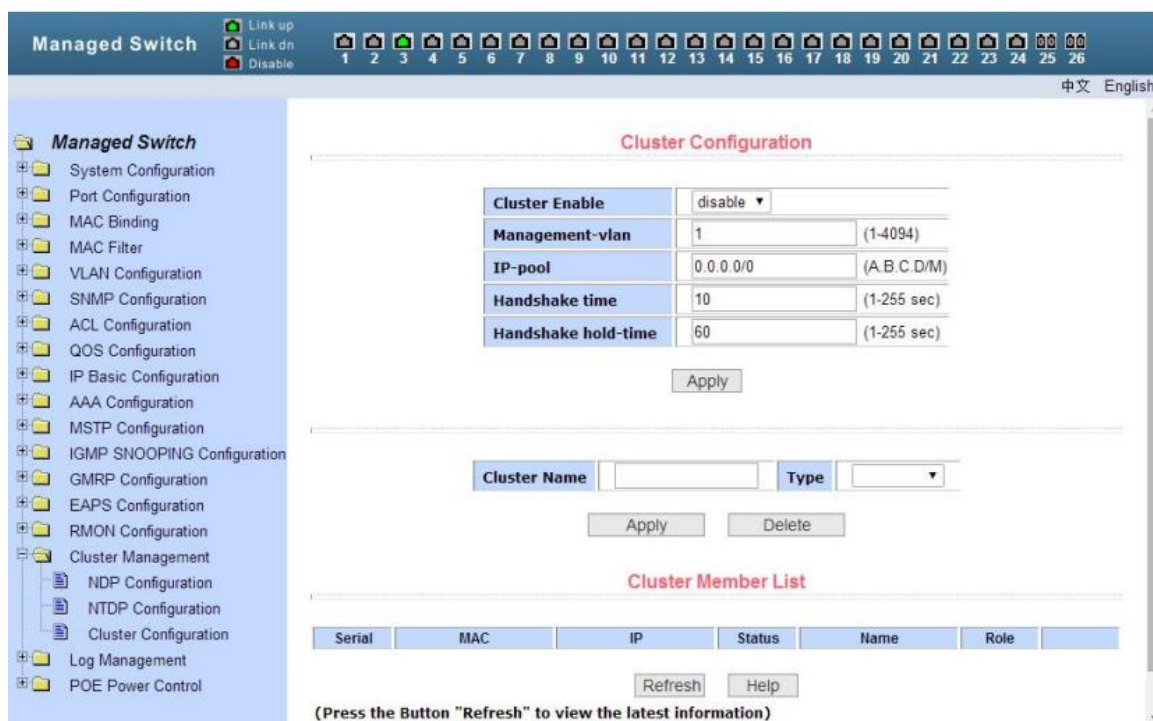 Managed Switch
Link up
Link dn
Disable
1 2 3 4 5 6 7 8 9 10 11 12 13 14 15 16 17 18 19 20 21 22 23 24 25 26
中文 English
Managed Switch
System Configuration
Port Configuration
MAC Binding
MAC Filter
VLAN Configuration
SNMP Configuration
ACL Configuration
QOS Configuration
IP Basic Configuration
AAA Configuration
MSTP Configuration
IGMP SNOOPING Configuration
GMRP Configuration
EAPS Configuration
RMON Configuration
Cluster Management
NDP Configuration
NTDP Configuration
Cluster Configuration
Log Management
POE Power Control
Cluster Configuration
Cluster Enable disable
Management-vlan 1 (1-4094)
IP-pool 0.0.0.0/0 (A.B.C.D/M)
Handshake time 10 (1-255 sec)
Handshake hold-time 60 (1-255 sec)
Apply
Cluster Name Type
Apply Delete
Cluster Member List
Serial MAC IP Status Name Role
Refresh Help
(Press the Button "Refresh" to view the latest information)